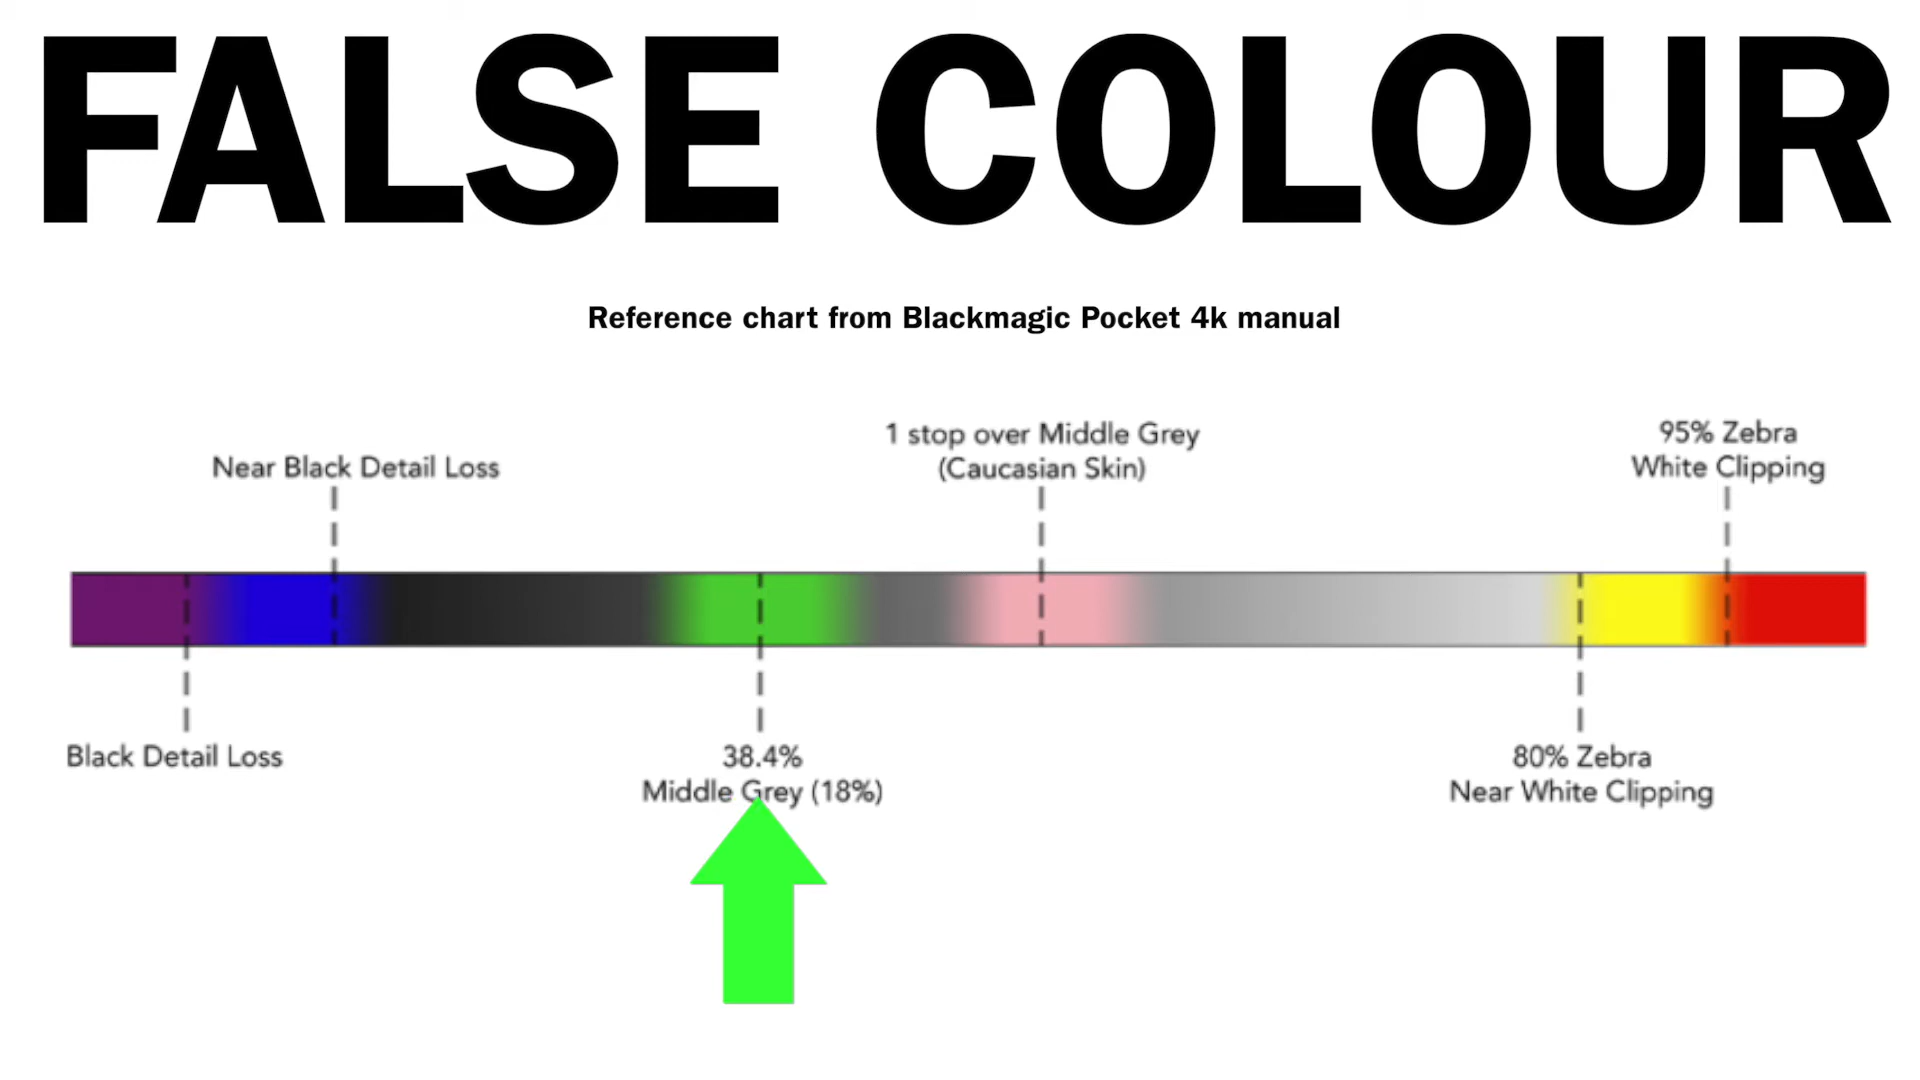 FALSE COLOUR
Reference chart from Blackmagic Pocket 4k manual
1 stop over Middle Grey
(Caucasian Skin)
95% Zebra
White Clipping
Near Black Detail Loss
Black Detail Loss
38.4%
Middle Grey (18%)
80% Zebra
Near White Clipping